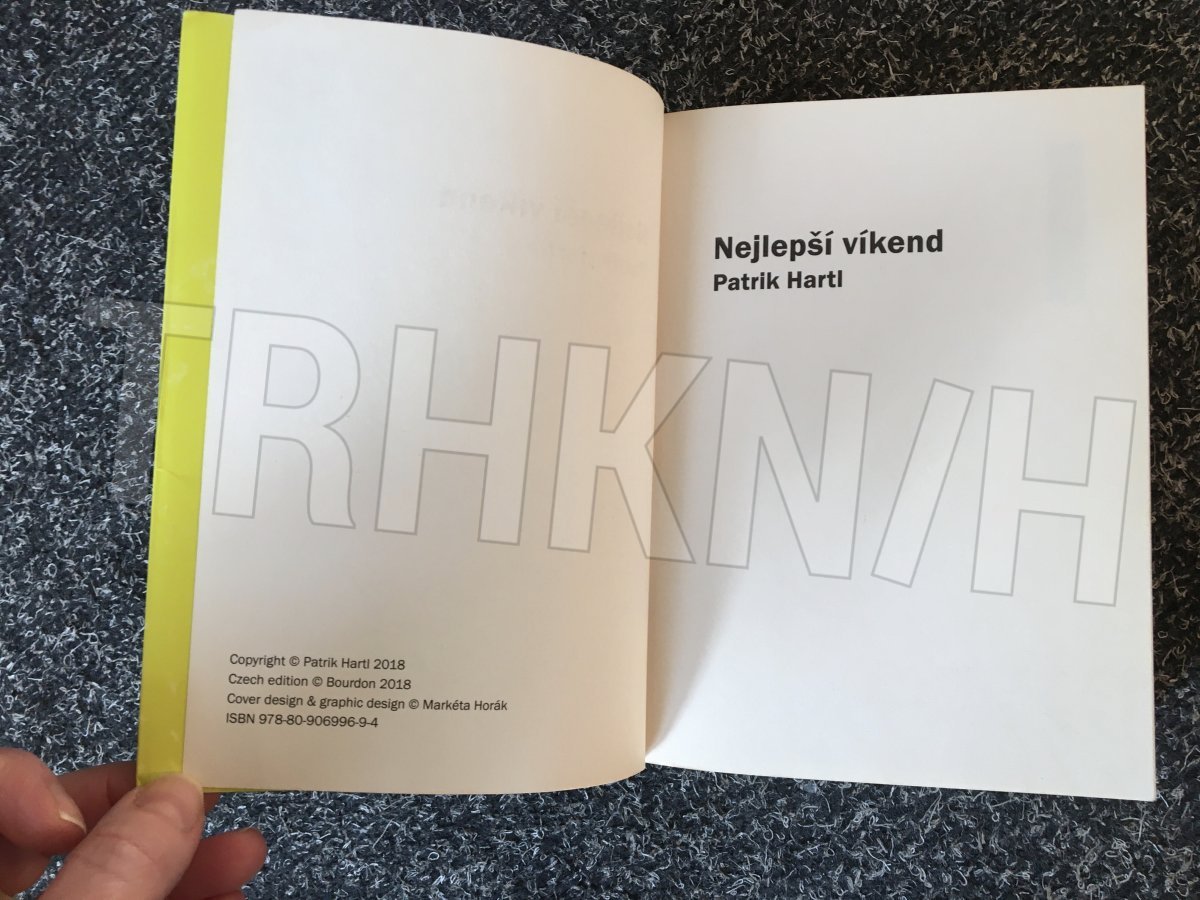 Copyright © Patrik Hartl 2018
Czech edition © Bourdon 2018
Cover design & graphic design © Markéta Horák
ISBN 978-80-906996-9-4
Nejlepší víkend
Patrik Hartl
TRHKN/H